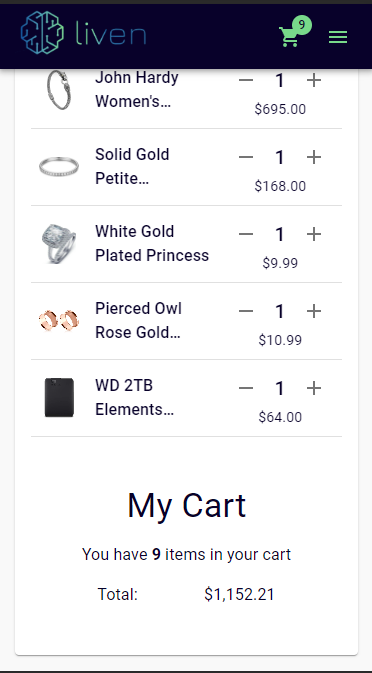 liven
9
John Hardy
Women's...
1
$695.00
Solid Gold
Petite...
1
$168.00
White Gold
Plated Princess
1
$9.99
Pierced Owl
Rose Gold...
1
$10.99
WD 2TB
Elements...
1
$64.00
My Cart
You have 9 items in your cart
Total: $1,152.21